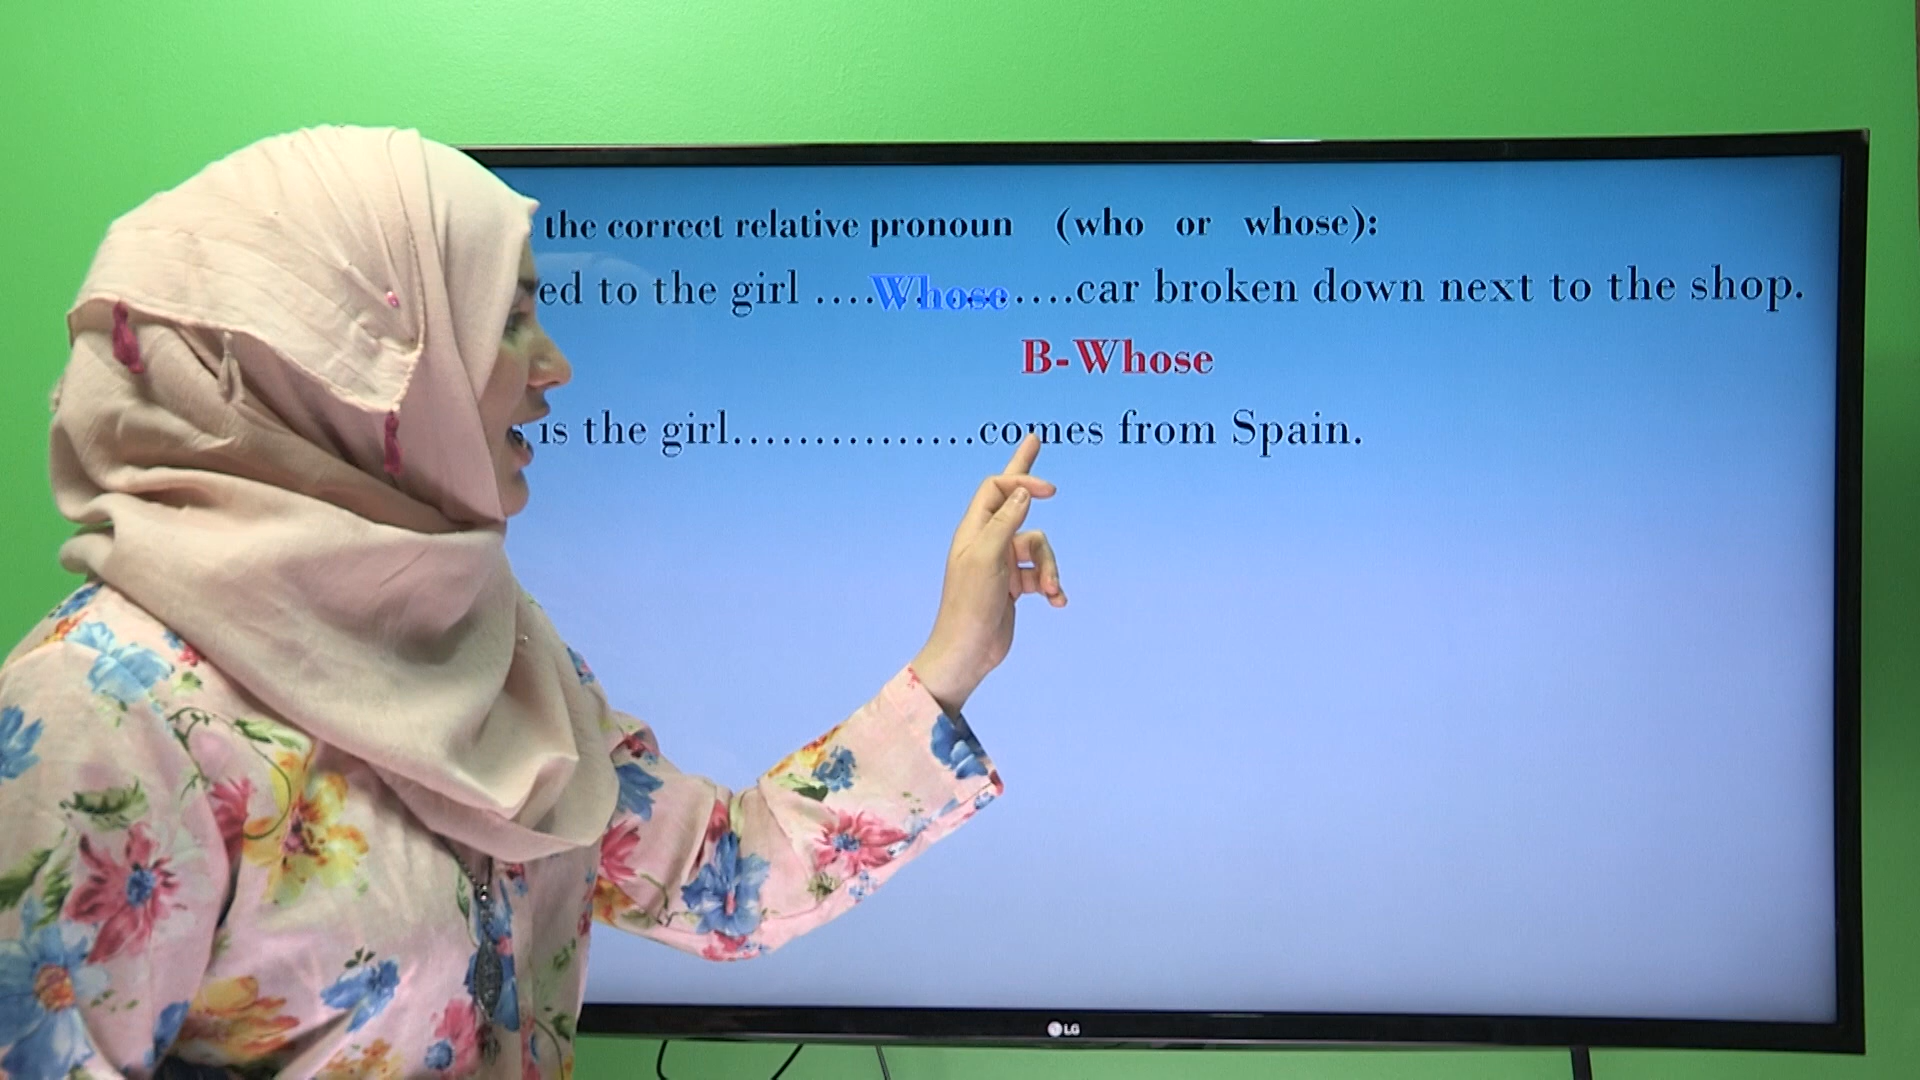 the correct relative pronoun (who or whose):
ed to the girl ....Whose....car broken down next to the shop.
B-Whose
is the girl...............comes from Spain.
LG